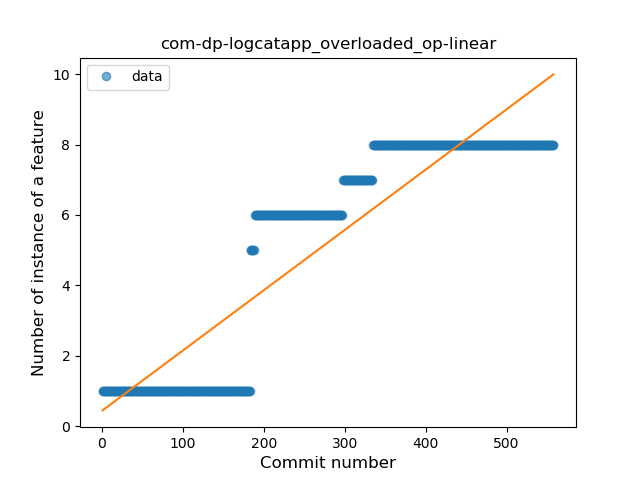 com-dp-logcatapp_overloaded_op-linear
data
Number of instance of a feature
10
8
6
4
2
0
0 100 200 300 400 500
Commit number